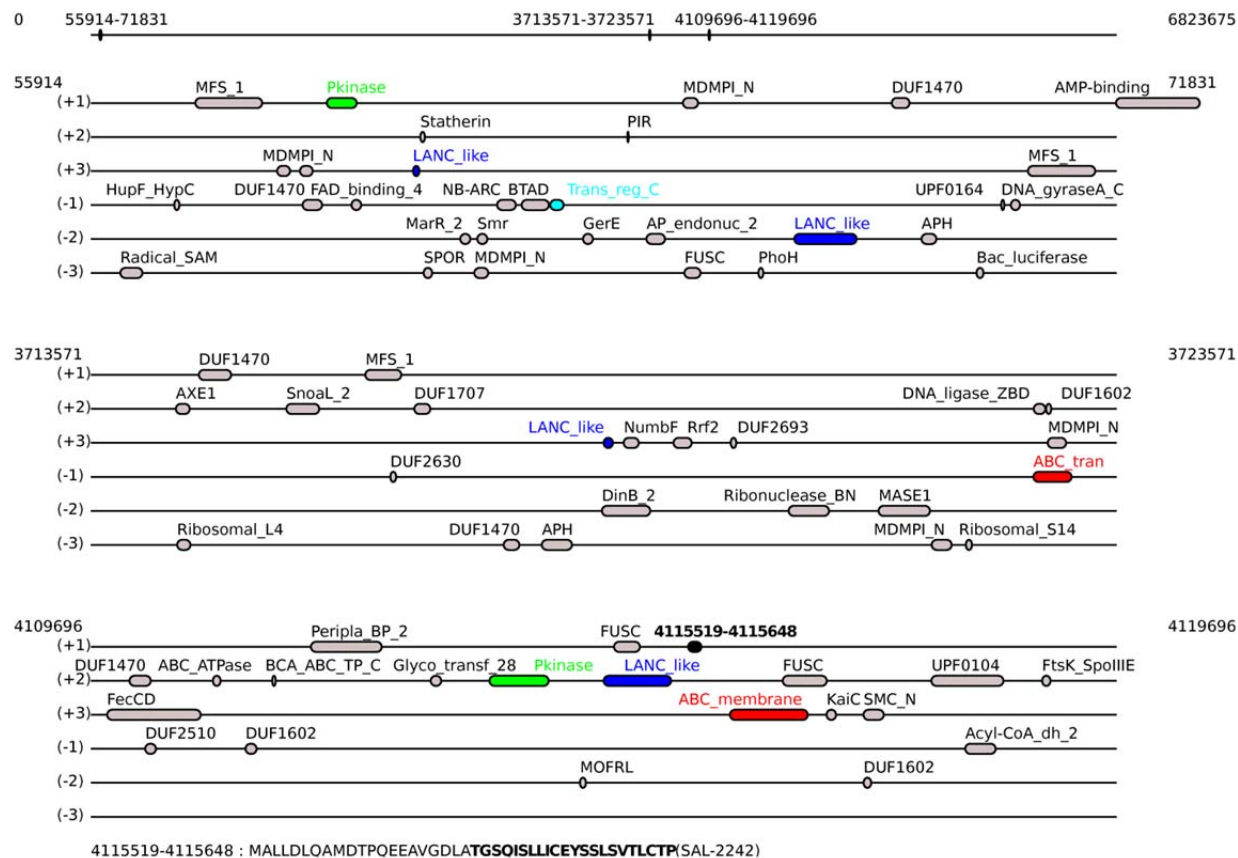 0 55914-71831 3713571-3723571 4109696-4119696 6823675
55914 71831
(+1) MFS_1 Pkinase MDMPI_N DUF1470 AMP-binding
(+2) Statherin PIR
(+3) MDMPI_N LANC_like MFS_1
(-1) HupF_HypC DUF1470 FAD_binding_4 NB-ARC BTAD Trans_reg_C UPF0164 DNA_gyraseA_C
(-2) MarR_2 Smr GerE AP_endonuc_2 LANC_like APH
(-3) Radical_SAM SPOR MDMPI_N FUSC PhoH Bac_luciferase
3713571 3723571
(+1) DUF1470 MFS_1
(+2) AXE1 SnoaL_2 DUF1707 DNA_ligase_ZBD DUF1602
(+3) LANC_like NumbF Rrf2 DUF2693 MDMPI_N
(-1) DUF2630 ABC_tran
(-2) DinB_2 Ribonuclease_BN MASE1
(-3) Ribosomal_L4 DUF1470 APH MDMPI_N Ribosomal_S14
4109696 4119696
(+1) Peripla_BP_2 FUSC 4115519-4115648
(+2) DUF1470 ABC_ATPase BCA_ABC_TP_C Glyco_transf_28 Pkinase LANC_like FUSC UPF0104 FtsK_SpoIIIE
(+3) FecCD ABC_membrane KaiC SMC_N
(-1) DUF2510 DUF1602 Acyl-CoA_dh_2
(-2) MOFRL DUF1602
(-3)
4115519-4115648 : MALLDLQAMDTPQEEAVGDLATGSQISLLICEYSSLSVTLCTP(SAL-2242)